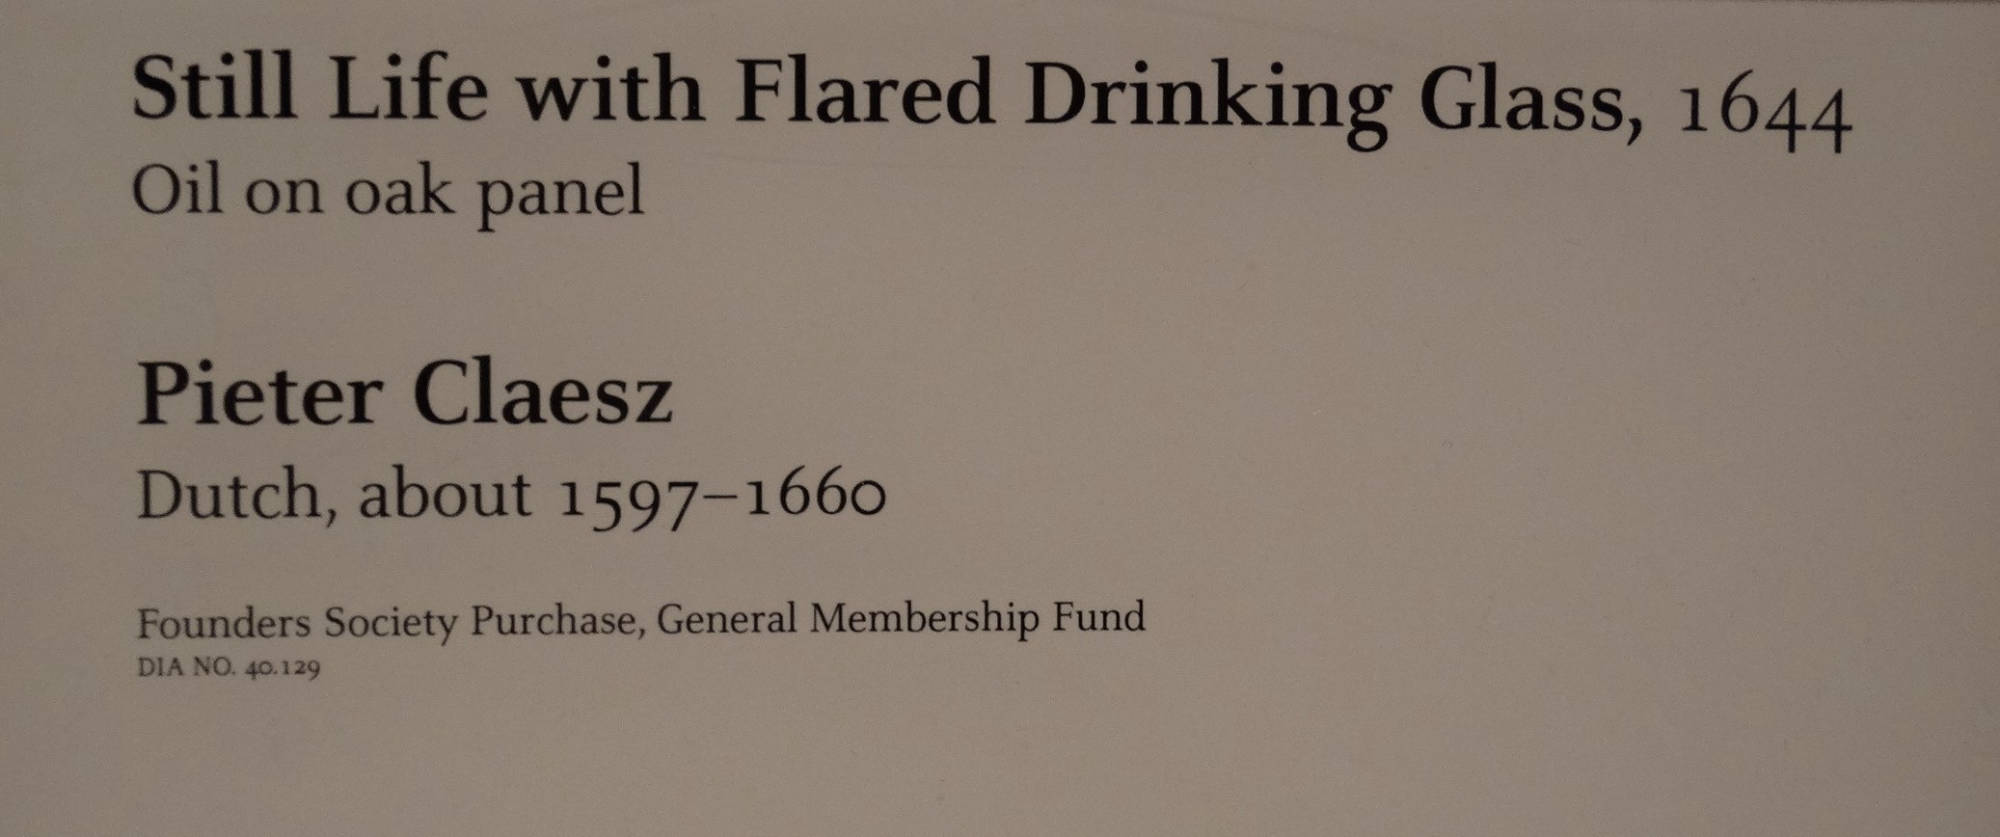 Still Life with Flared Drinking Glass, 1644
Oil on oak panel
Pieter Claesz
Dutch, about 1597–1660
Founders Society Purchase, General Membership Fund
DIA NO. 40.129